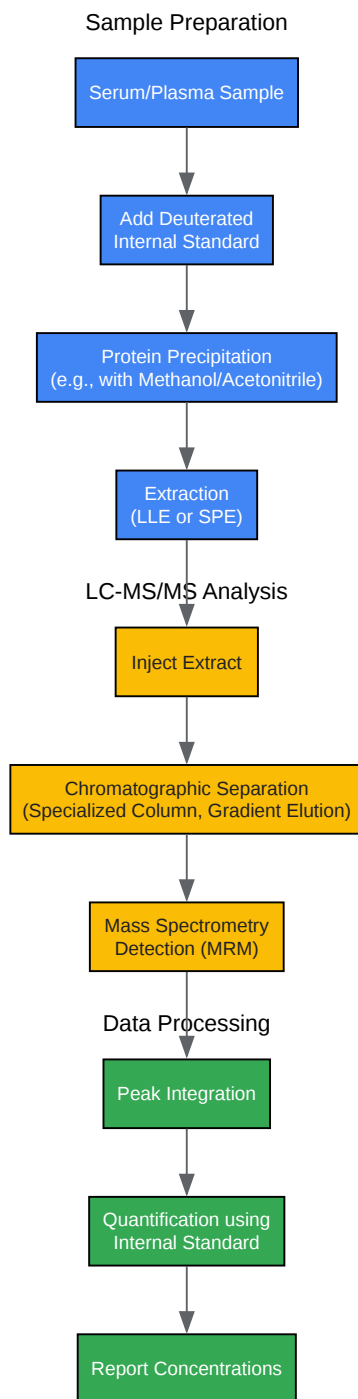 Sample Preparation
Serum/Plasma Sample
Add Deuterated
Internal Standard
Protein Precipitation
(e.g., with Methanol/Acetonitrile)
Extraction
(LLE or SPE)
LC-MS/MS Analysis
Inject Extract
Chromatographic Separation
(Specialized Column, Gradient Elution)
Mass Spectrometry
Detection (MRM)
Data Processing
Peak Integration
Quantification using
Internal Standard
Report Concentrations